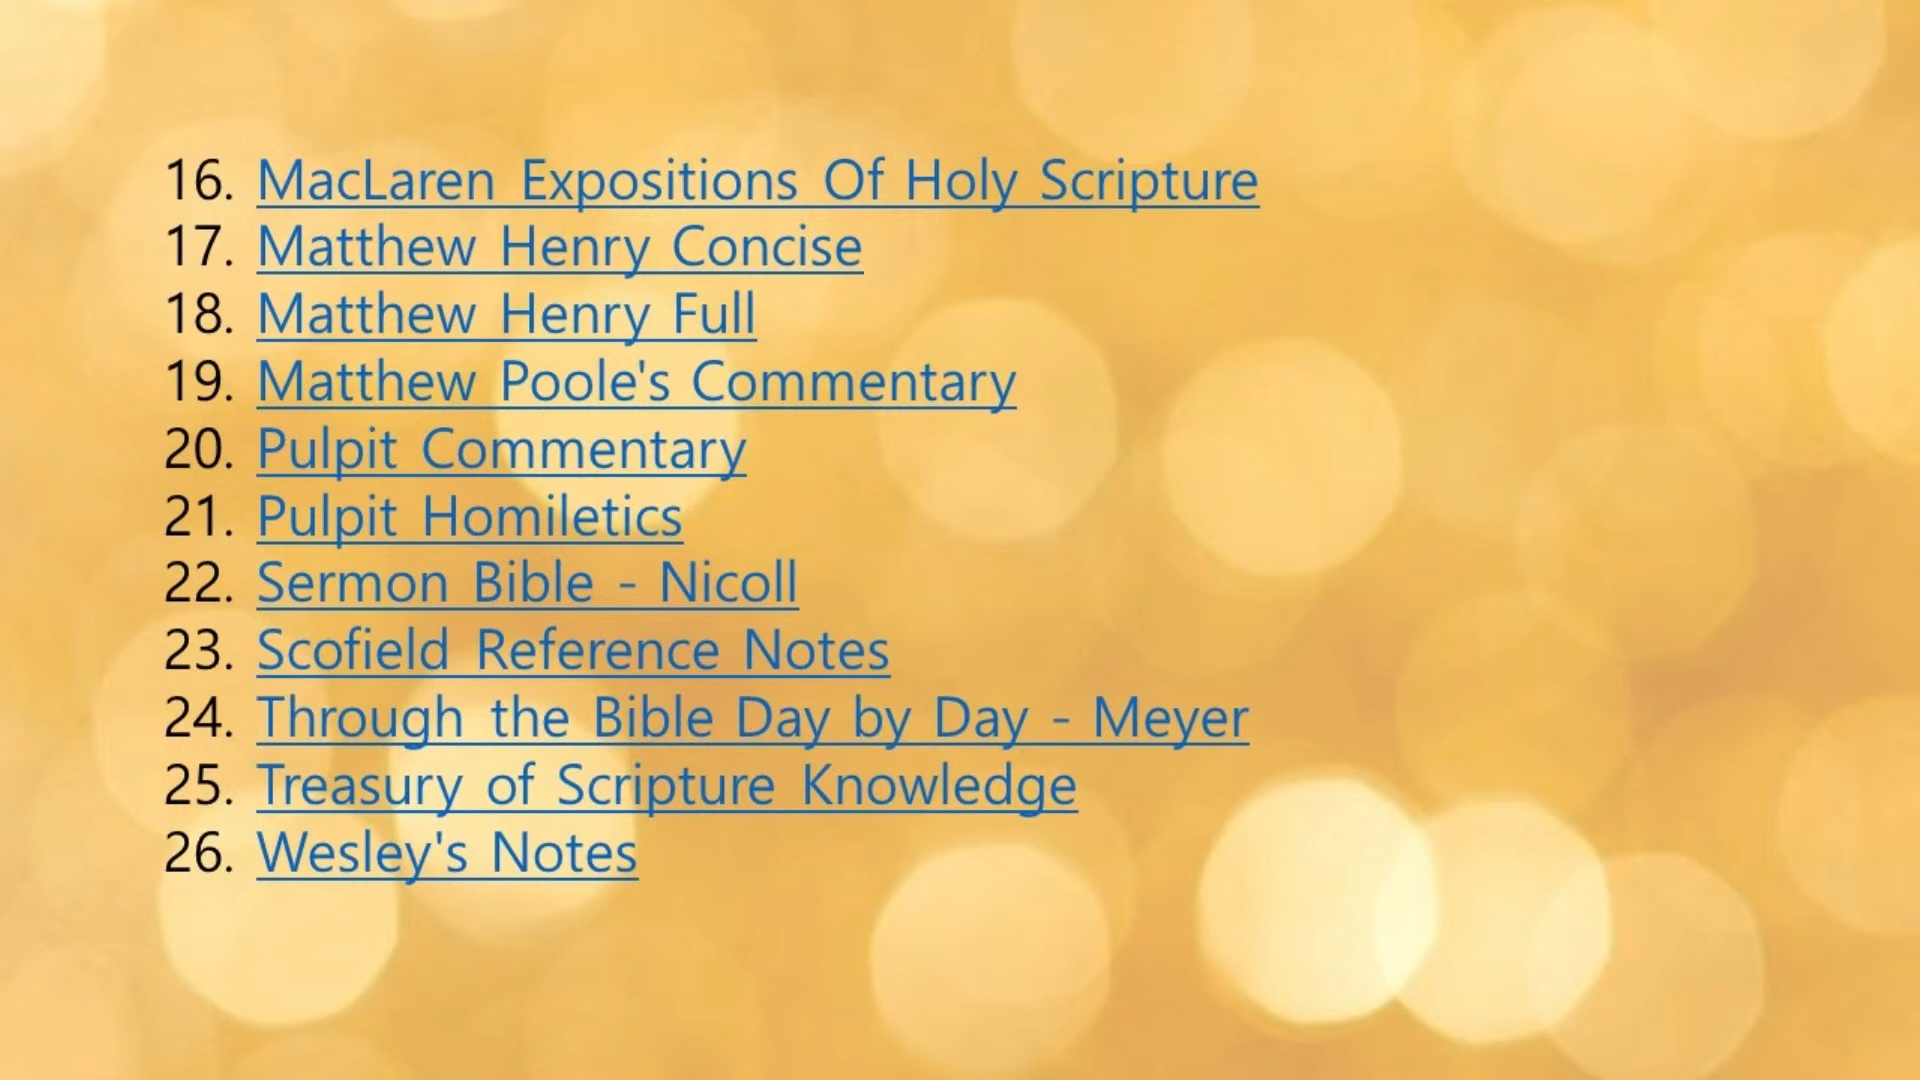 16. MacLaren Expositions Of Holy Scripture
17. Matthew Henry Concise
18. Matthew Henry Full
19. Matthew Poole's Commentary
20. Pulpit Commentary
21. Pulpit Homiletics
22. Sermon Bible - Nicoll
23. Scofield Reference Notes
24. Through the Bible Day by Day - Meyer
25. Treasury of Scripture Knowledge
26. Wesley's Notes